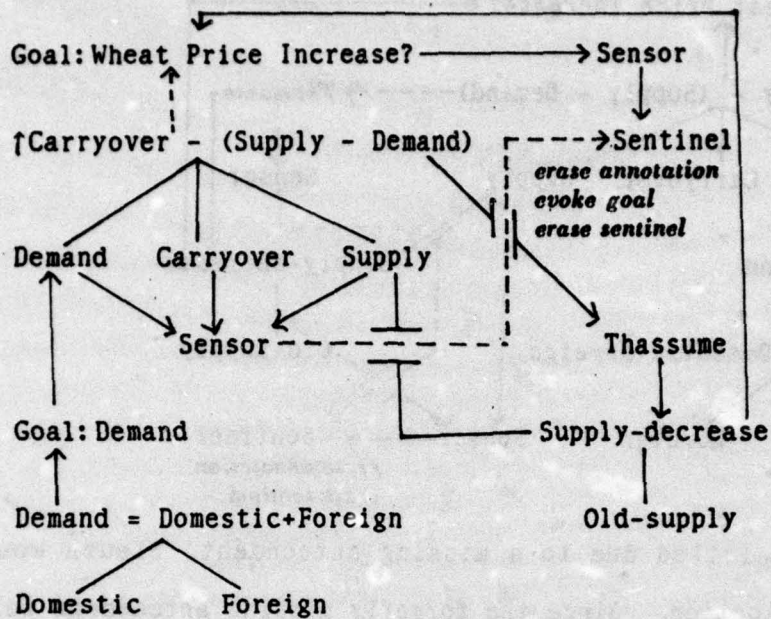 Goal: Wheat Price Increase? Sensor
↑Carryover - (Supply - Demand) Sentinel
erase annotation
evoke goal
erase sentinel
Demand Carryover Supply
Sensor Thassume
Goal: Demand Supply-decrease
Demand = Domestic+Foreign Old-supply
Domestic Foreign